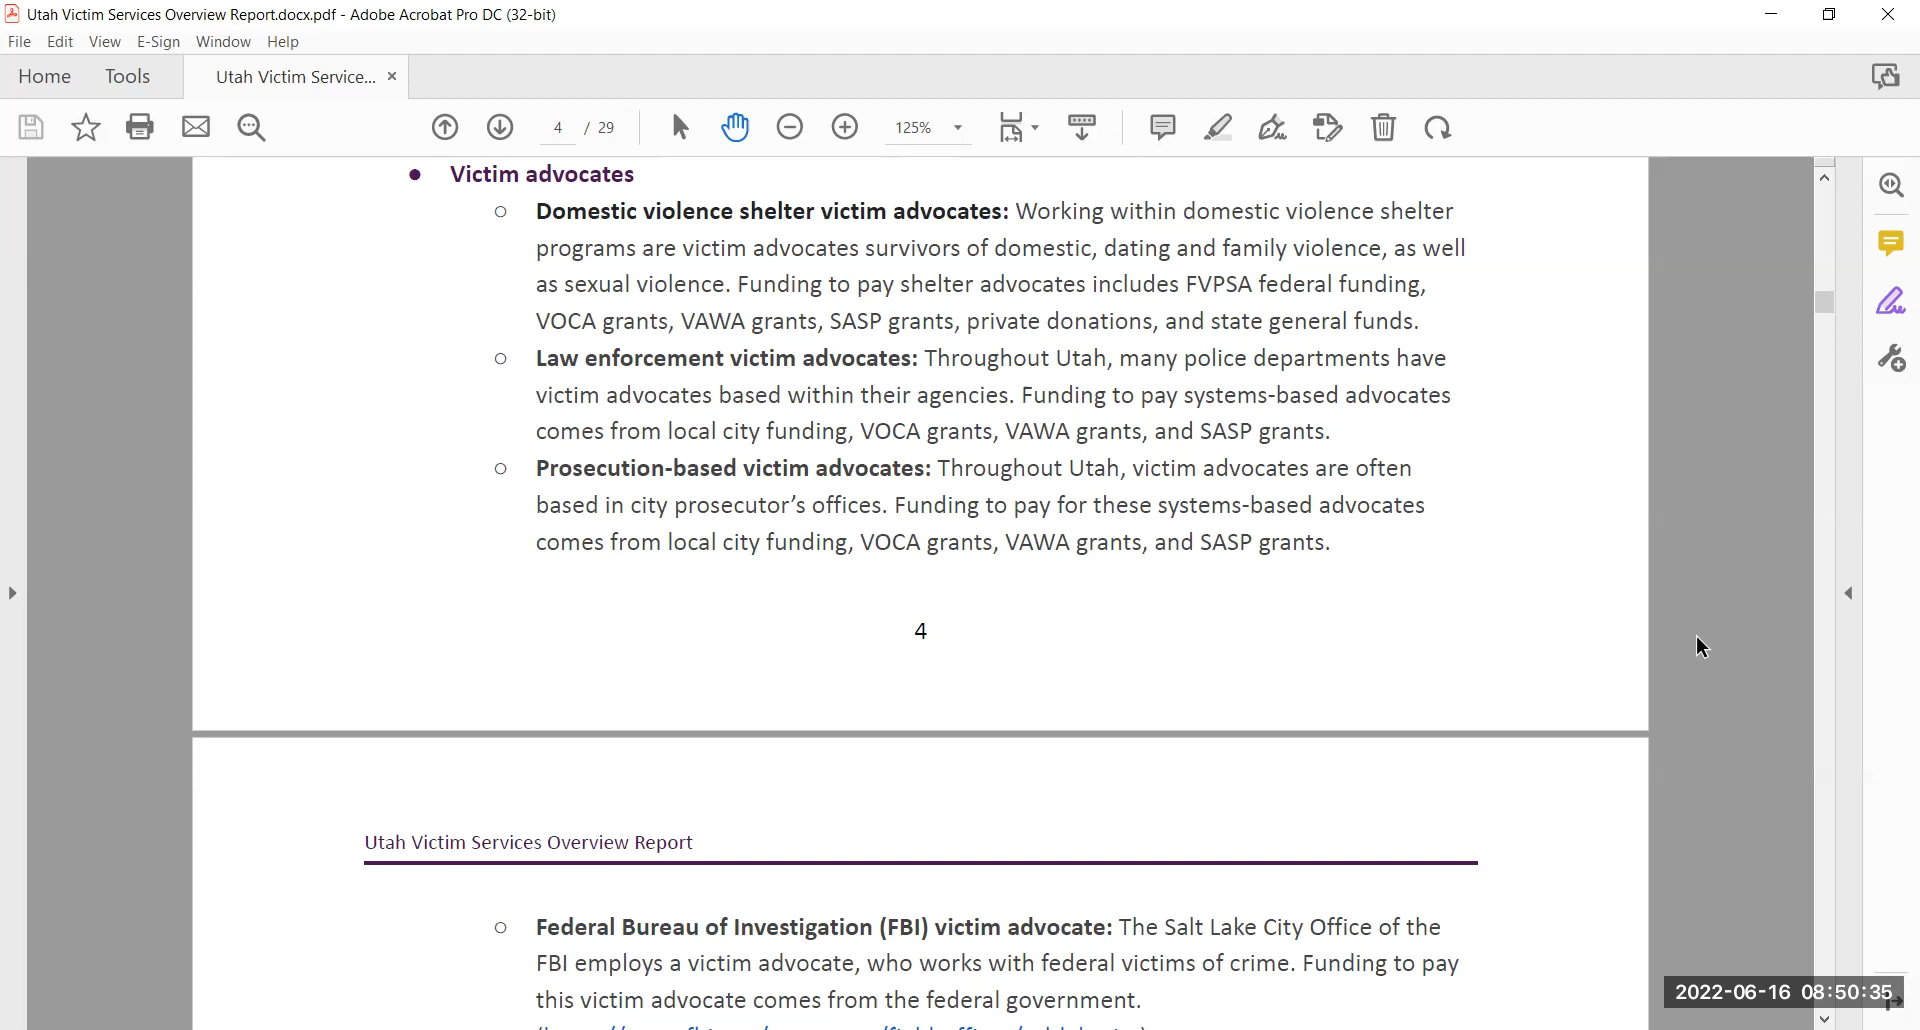 Utah Victim Services Overview Report.docx.pdf - Adobe Acrobat Pro DC (32-bit)
File Edit View E-Sign Window Help
Home Tools Utah Victim Service... ×
4 / 29 125%
• Victim advocates
○ Domestic violence shelter victim advocates: Working within domestic violence shelter
programs are victim advocates survivors of domestic, dating and family violence, as well
as sexual violence. Funding to pay shelter advocates includes FVPSA federal funding,
VOCA grants, VAWA grants, SASP grants, private donations, and state general funds.
○ Law enforcement victim advocates: Throughout Utah, many police departments have
victim advocates based within their agencies. Funding to pay systems-based advocates
comes from local city funding, VOCA grants, VAWA grants, and SASP grants.
○ Prosecution-based victim advocates: Throughout Utah, victim advocates are often
based in city prosecutor’s offices. Funding to pay for these systems-based advocates
comes from local city funding, VOCA grants, VAWA grants, and SASP grants.
4
Utah Victim Services Overview Report
○ Federal Bureau of Investigation (FBI) victim advocate: The Salt Lake City Office of the
FBI employs a victim advocate, who works with federal victims of crime. Funding to pay
this victim advocate comes from the federal government.
2022-06-16 08:50:35